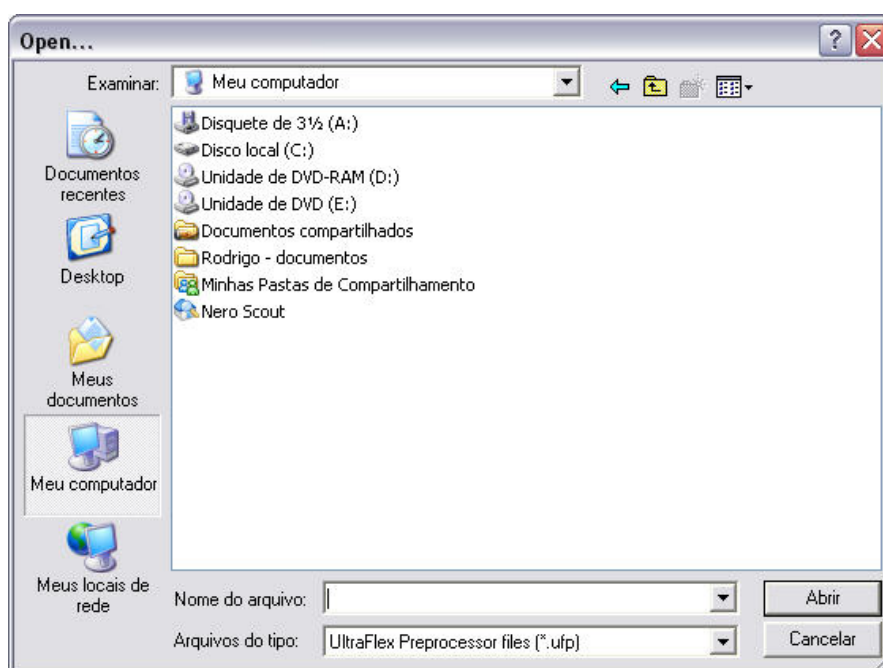 Open...
Examinar:
Meu computador
Documentos
recentes
Desktop
Meus
documentos
Meu computador
Meus locais de
rede
Disquete de 3½ (A:)
Disco local (C:)
Unidade de DVD-RAM (D:)
Unidade de DVD (E:)
Documentos compartilhados
Rodrigo - documentos
Minhas Pastas de Compartilhamento
Nero Scout
Nome do arquivo:
Abrir
Arquivos do tipo:
UltraFlex Preprocessor files (*.ufp)
Cancelar